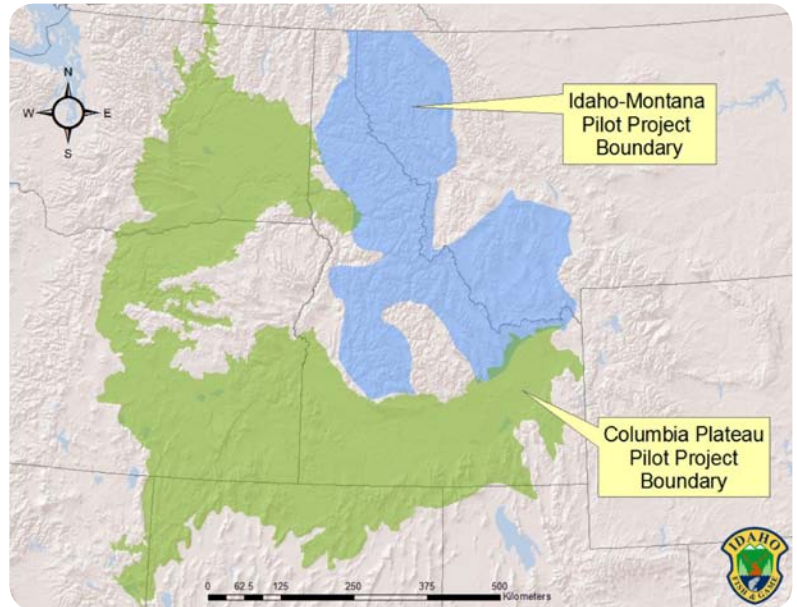 N
W E
S
Idaho-Montana
Pilot Project
Boundary
Columbia Plateau
Pilot Project
Boundary
0 62.5 125 250 375 500
Kilometers
IDAHO
FISH & GAME